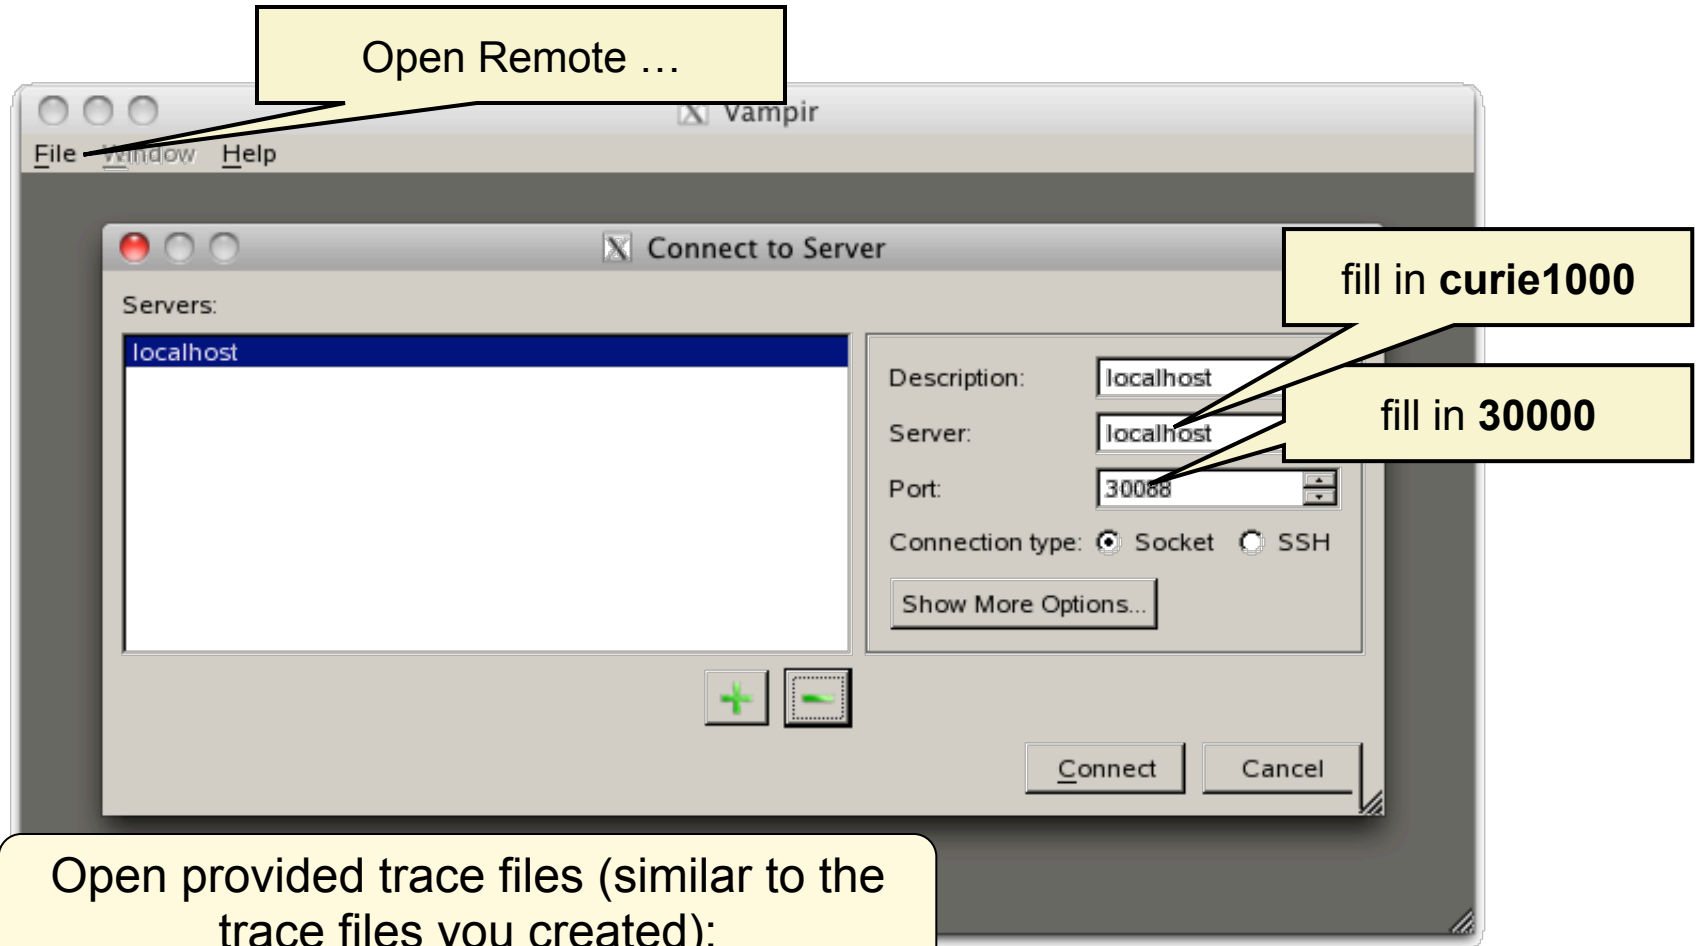 Open Remote …
Vampir
File Window Help
Connect to Server
fill in curie1000
Servers:
localhost
Description: localhost
fill in 30000
Server: localhost
Port: 30088
Connection type: Socket SSH
Show More Options...
Connect Cancel
Open provided trace files (similar to the
trace files you created):